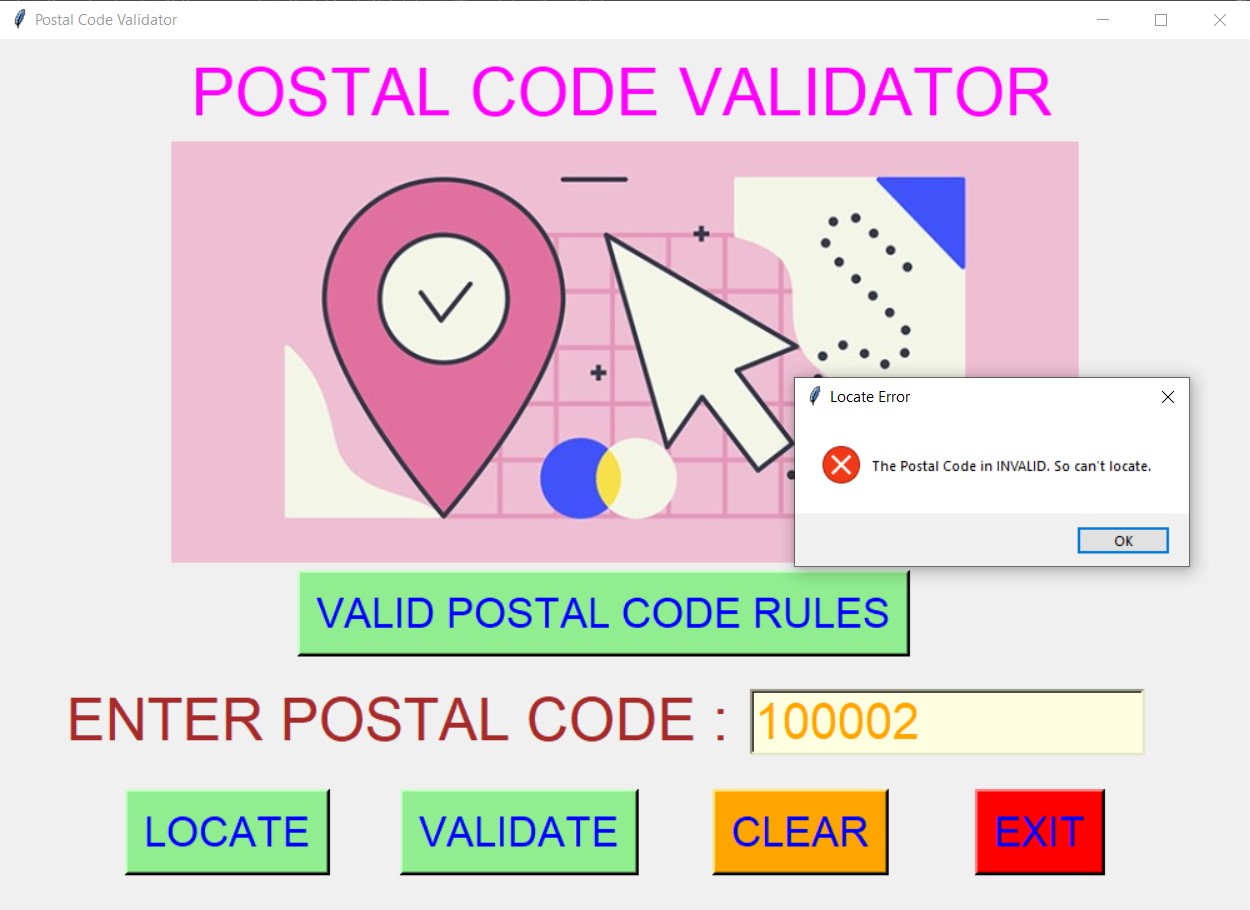 Postal Code Validator
POSTAL CODE VALIDATOR
Locate Error
The Postal Code in INVALID. So can't locate.
OK
VALID POSTAL CODE RULES
ENTER POSTAL CODE : 100002
LOCATE VALIDATE CLEAR EXIT